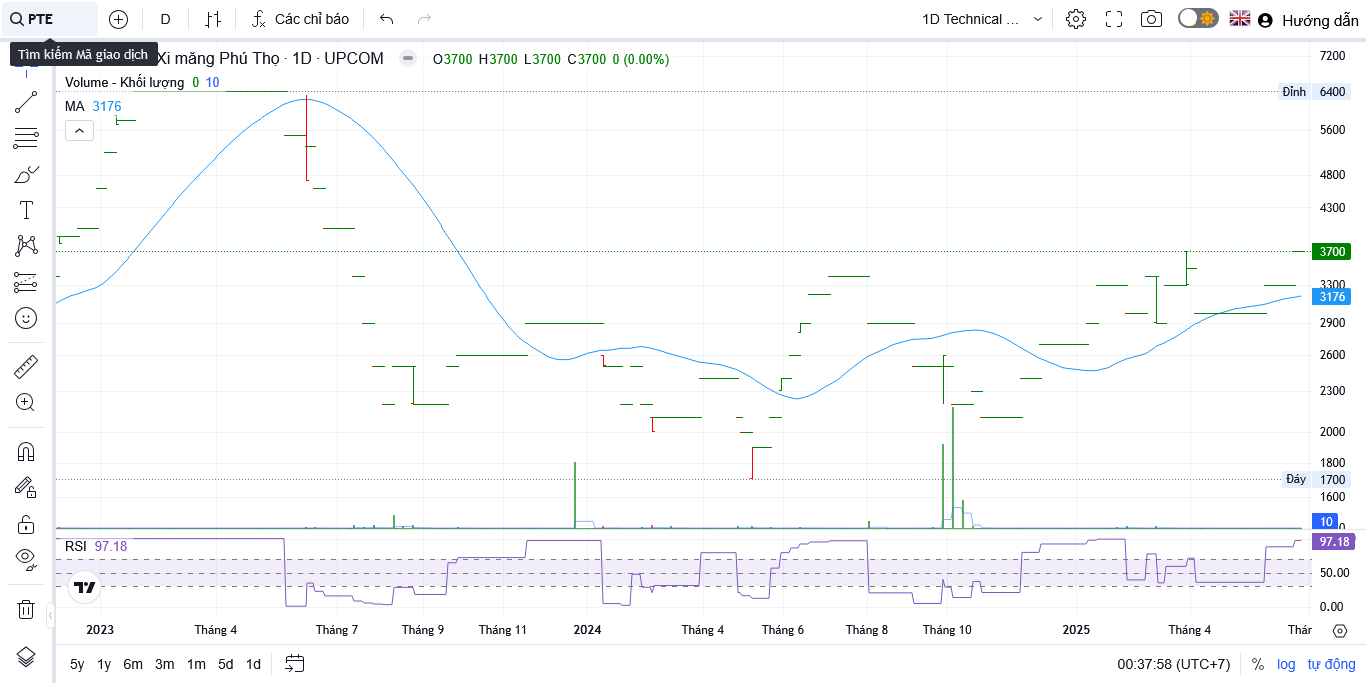 PTE
D
Các chỉ báo
1D Technical ...
Hướng dẫn
Tìm kiếm Mã giao dịch
Xi măng Phú Thọ · 1D · UPCOM
O3700 H3700 L3700 C3700 0 (0.00%)
Volume - Khối lượng 0 10
MA 3176
7200
Đỉnh 6400
5600
4800
4300
3700
3300
3176
2900
2600
2300
2000
1800
Đáy 1700
1600
10
0
RSI 97.18
97.18
50.00
0.00
2023 Tháng 4 Tháng 7 Tháng 9 Tháng 11 2024 Tháng 4 Tháng 6 Tháng 8 Tháng 10 2025 Tháng 4 Thár
5y 1y 6m 3m 1m 5d 1d
00:37:58 (UTC+7) % log tự động